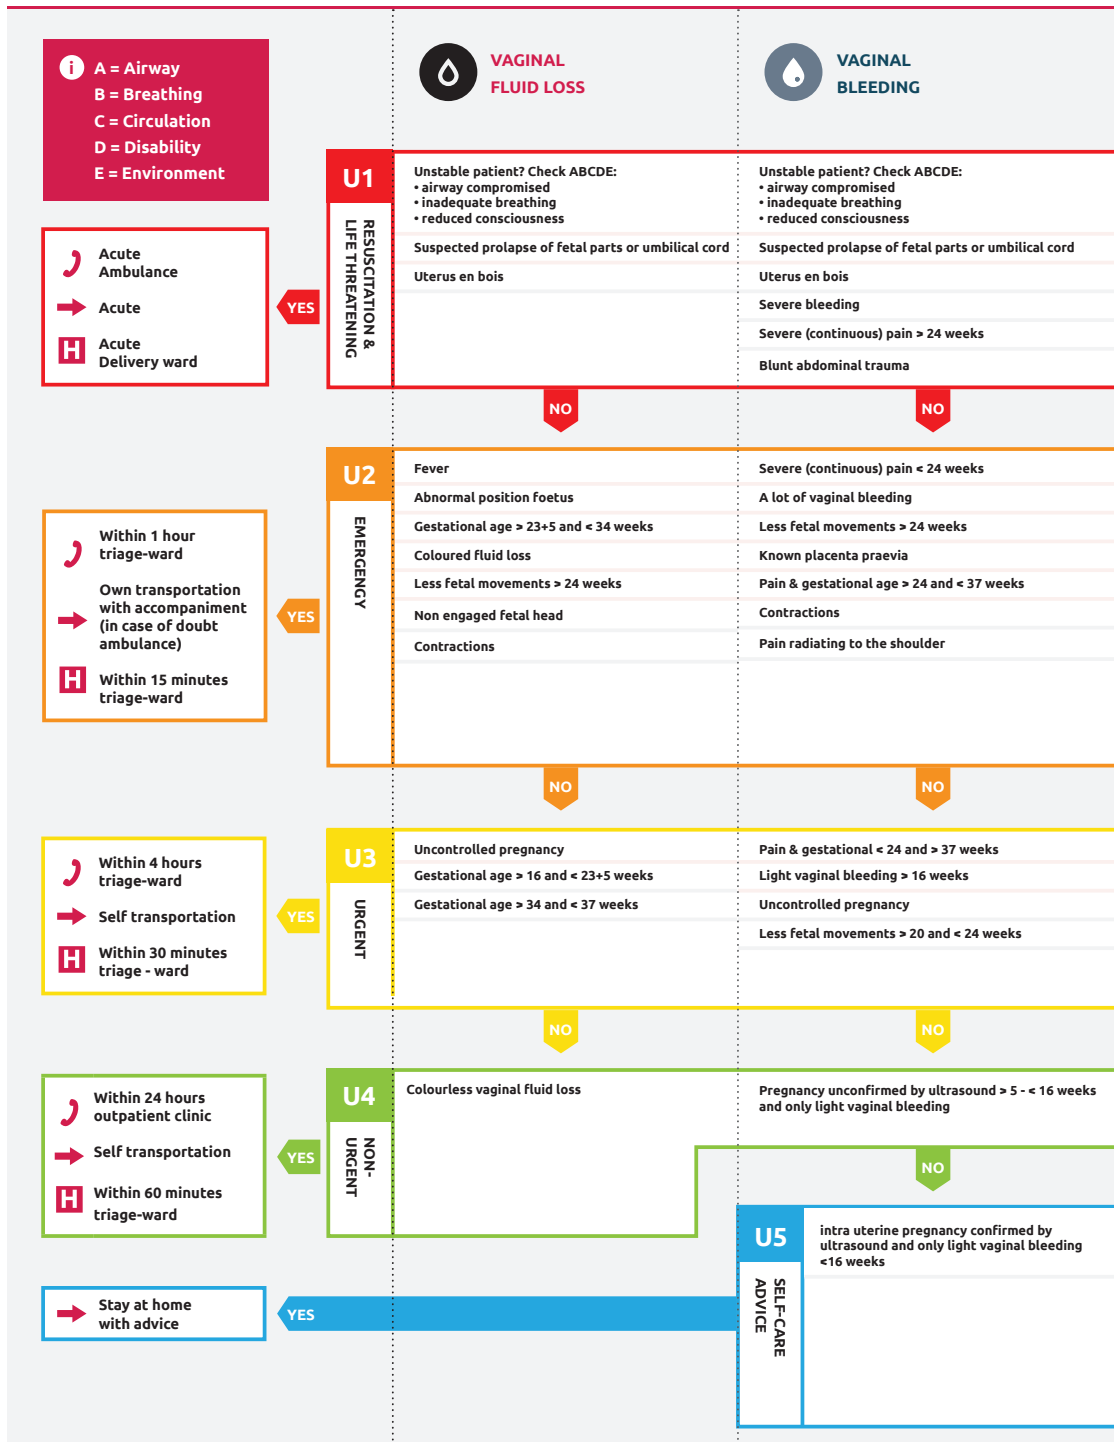 i
A = Airway
B = Breathing
C = Circulation
D = Disability
E = Environment
VAGINAL
FLUID LOSS
VAGINAL
BLEEDING
Acute
Ambulance
Acute
H
Acute
Delivery ward
YES
U1
RESUSCITATION &
LIFE THREATENING
Unstable patient? Check ABCDE:
• airway compromised
• inadequate breathing
• reduced consciousness
Suspected prolapse of fetal parts or umbilical cord
Uterus en bois
NO
Unstable patient? Check ABCDE:
• airway compromised
• inadequate breathing
• reduced consciousness
Suspected prolapse of fetal parts or umbilical cord
Uterus en bois
Severe bleeding
Severe (continuous) pain > 24 weeks
Blunt abdominal trauma
NO
Within 1 hour
triage-ward
Own transportation
with accompaniment
(in case of doubt
ambulance)
H
Within 15 minutes
triage-ward
YES
U2
EMERGENGY
Fever
Abnormal position foetus
Gestational age > 23+5 and < 34 weeks
Coloured fluid loss
Less fetal movements > 24 weeks
Non engaged fetal head
Contractions
NO
Severe (continuous) pain < 24 weeks
A lot of vaginal bleeding
Less fetal movements > 24 weeks
Known placenta praevia
Pain & gestational age > 24 and < 37 weeks
Contractions
Pain radiating to the shoulder
NO
Within 4 hours
triage-ward
Self transportation
H
Within 30 minutes
triage - ward
YES
U3
URGENT
Uncontrolled pregnancy
Gestational age > 16 and < 23+5 weeks
Gestational age > 34 and < 37 weeks
NO
Pain & gestational < 24 and > 37 weeks
Light vaginal bleeding > 16 weeks
Uncontrolled pregnancy
Less fetal movements > 20 and < 24 weeks
NO
Within 24 hours
outpatient clinic
Self transportation
H
Within 60 minutes
triage-ward
YES
U4
NON-
URGENT
Colourless vaginal fluid loss
Pregnancy unconfirmed by ultrasound > 5 - < 16 weeks
and only light vaginal bleeding
NO
Stay at home
with advice
YES
U5
SELF-CARE
ADVICE
intra uterine pregnancy confirmed by
ultrasound and only light vaginal bleeding
<16 weeks